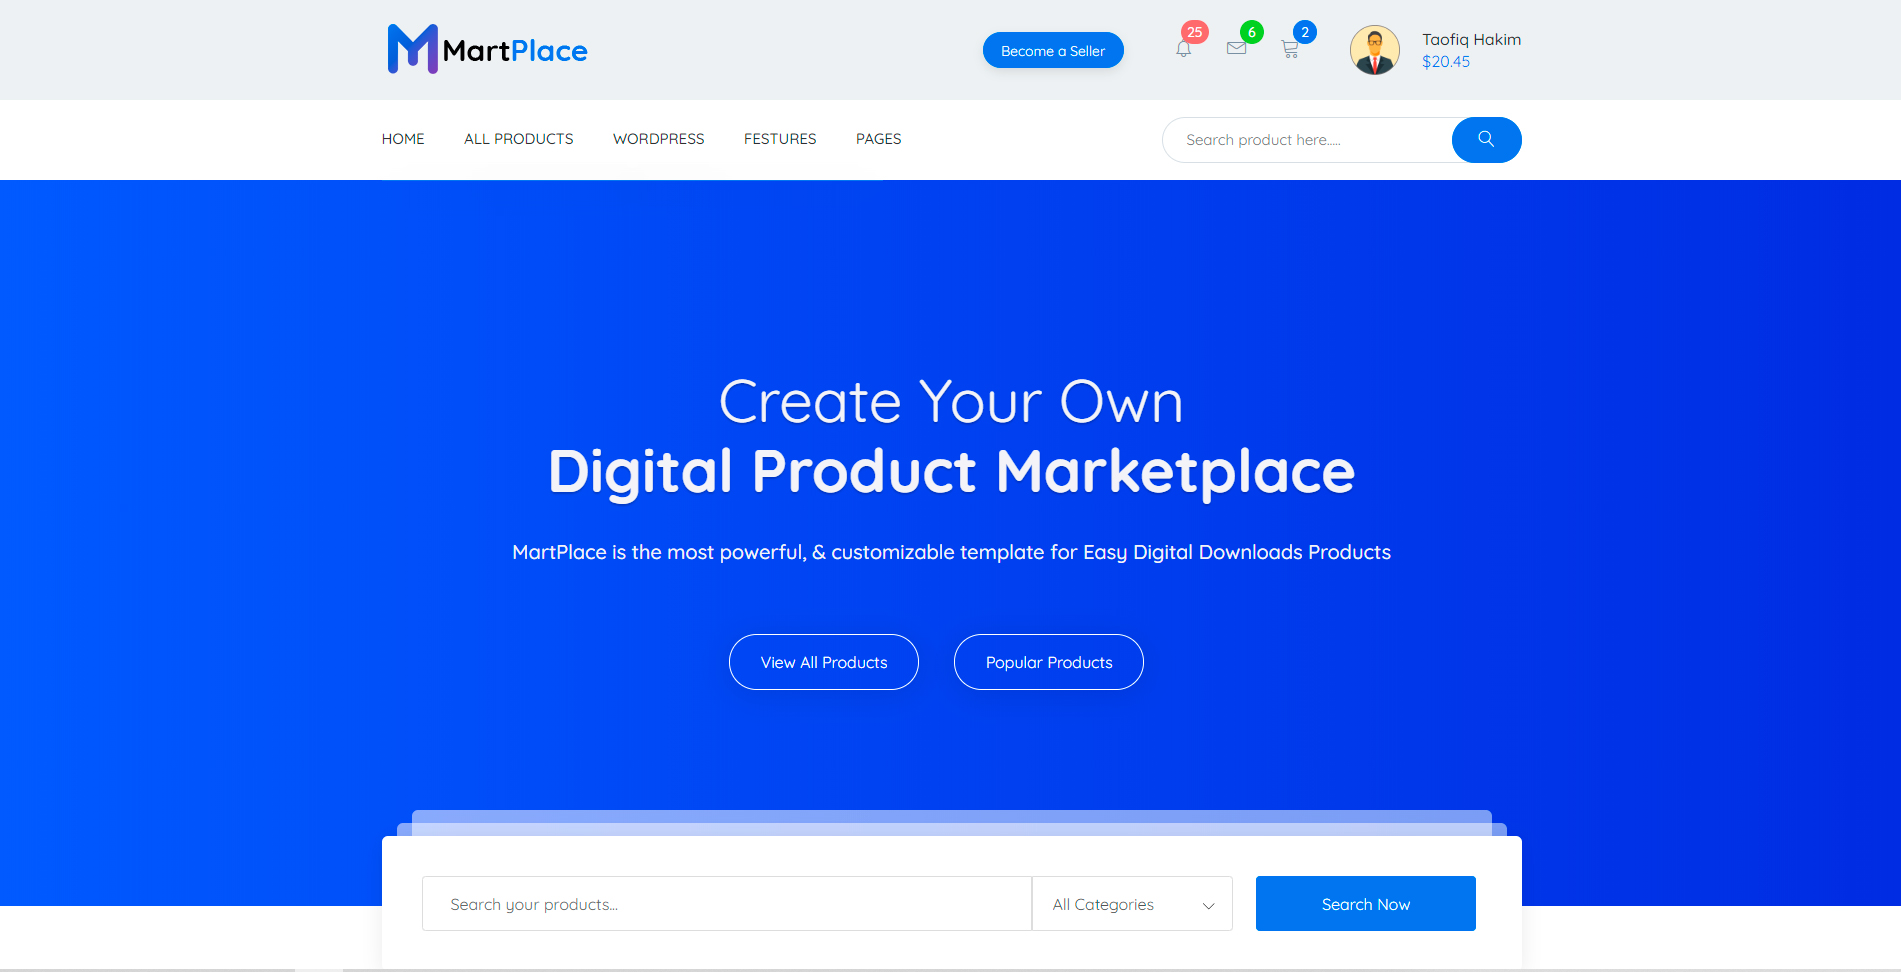 MartPlace
Become a Seller
25
6
2
Taofiq Hakim
$20.45
HOME
ALL PRODUCTS
WORDPRESS
FESTURES
PAGES
Search product here.....
Create Your Own
Digital Product Marketplace
MartPlace is the most powerful, & customizable template for Easy Digital Downloads Products
View All Products
Popular Products
Search your products...
All Categories
Search Now